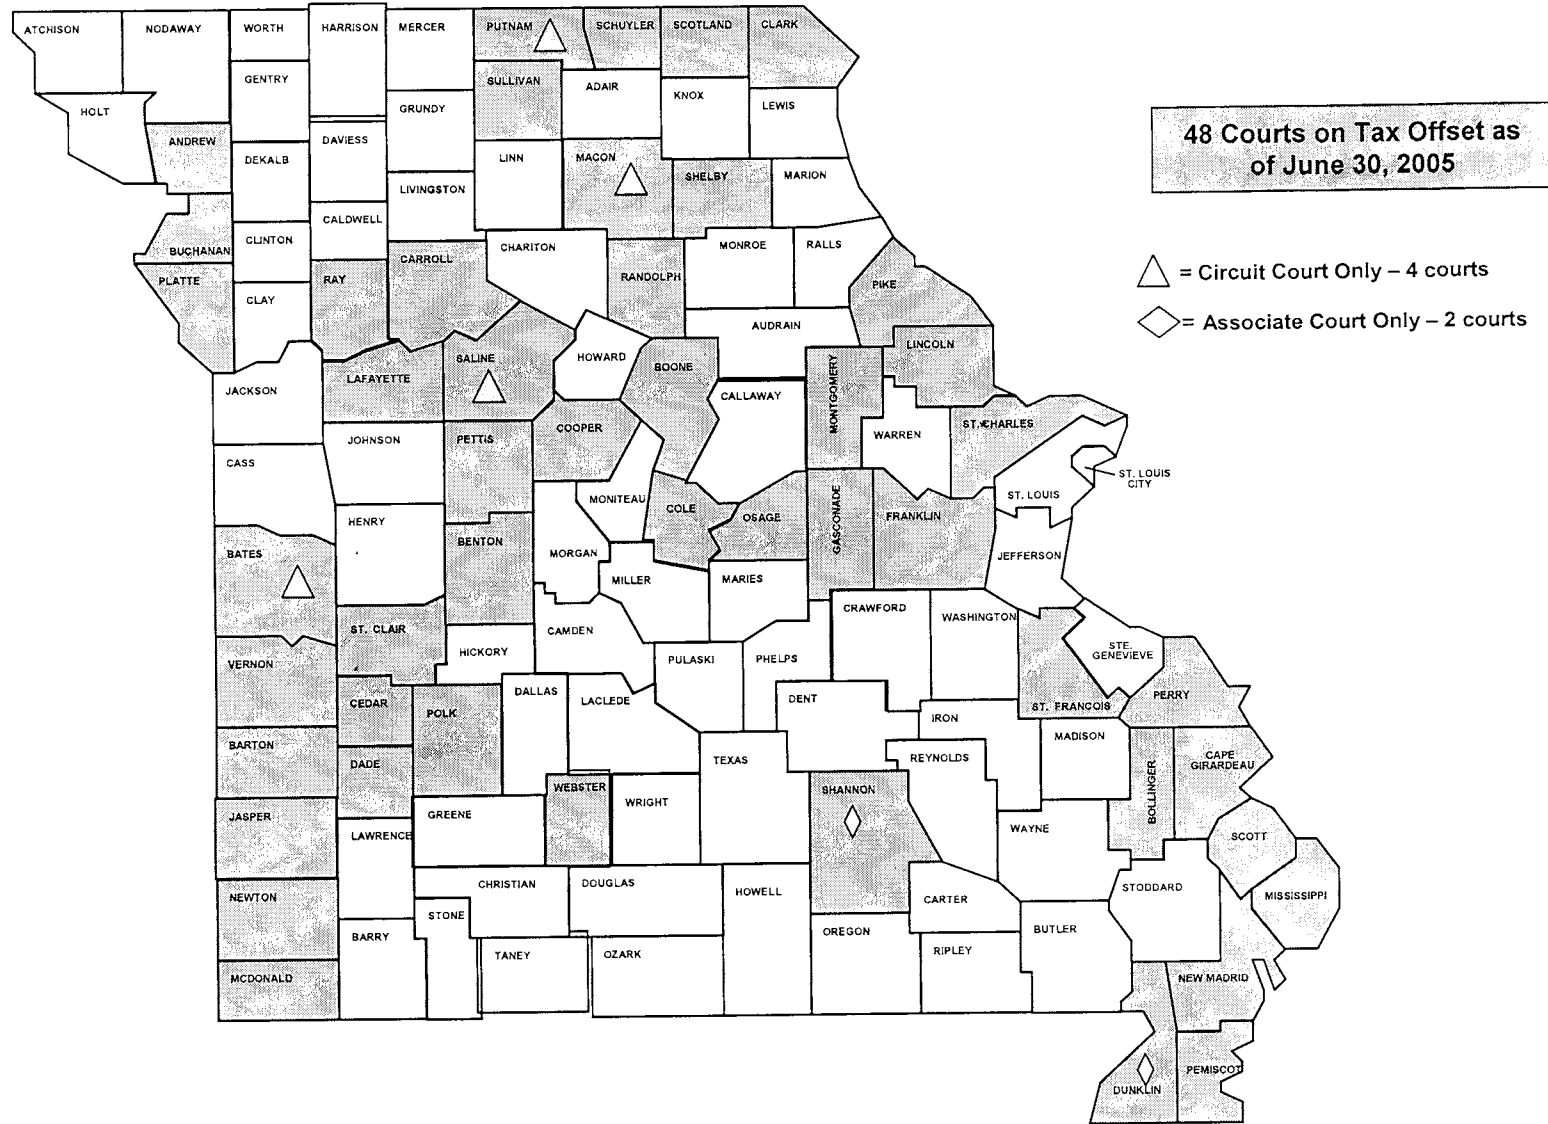 ATCHISON
NODAWAY
WORTH
HARRISON
MERCER
PUTNAM
SCHUYLER
SCOTLAND
CLARK
GENTRY
SULLIVAN
ADAIR
KNOX
LEWIS
HOLT
GRUNDY
ANDREW
DEKALB
DAVIESS
LINN
MACON
SHELBY
MARION
LIVINGSTON
BUCHANAN
CLINTON
CALDWELL
CARROLL
CHARITON
RANDOLPH
MONROE
RALLS
PLATTE
CLAY
RAY
PIKE
AUDRAIN
JACKSON
LAFAYETTE
SALINE
HOWARD
BOONE
LINCOLN
CALLAWAY
MONTGOMERY
WARREN
ST. CHARLES
CASS
JOHNSON
PETTIS
COOPER
ST. LOUIS
CITY
ST. LOUIS
MONITEAU
COLE
OSAGE
GASCONADE
FRANKLIN
HENRY
BENTON
MORGAN
JEFFERSON
BATES
MILLER
MARIES
CRAWFORD
WASHINGTON
ST. CLAIR
CAMDEN
HICKORY
PULASKI
PHELPS
STE.
GENEVIEVE
VERNON
CEDAR
POLK
DALLAS
LACLEDE
DENT
IRON
ST. FRANCOIS
PERRY
MADISON
BARTON
DADE
TEXAS
REYNOLDS
BOLLINGER
CAPE
GIRARDEAU
JASPER
GREENE
WEBSTER
WRIGHT
SHANNON
WAYNE
SCOTT
LAWRENCE
CHRISTIAN
DOUGLAS
HOWELL
CARTER
STODDARD
MISSISSIPPI
NEWTON
STONE
BARRY
TANEY
OZARK
OREGON
RIPLEY
BUTLER
MCDONALD
NEW MADRID
DUNKLIN
PEMISCOT
48 Courts on Tax Offset as
of June 30, 2005
= Circuit Court Only – 4 courts
= Associate Court Only – 2 courts